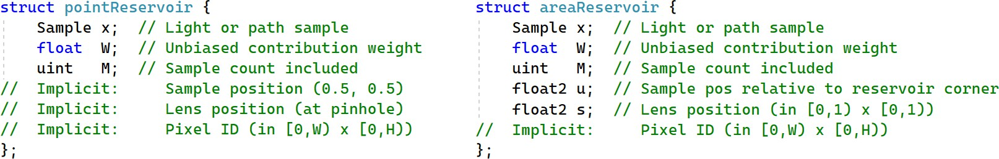 struct pointReservoir {
    Sample x;  // Light or path sample
    float  W;  // Unbiased contribution weight
    uint   M;  // Sample count included
//  Implicit:     Sample position (0.5, 0.5)
//  Implicit:     Lens position (at pinhole)
//  Implicit:     Pixel ID (in [0,W) x [0,H))
};
struct areaReservoir {
    Sample x;  // Light or path sample
    float  W;  // Unbiased contribution weight
    uint   M;  // Sample count included
    float2 u;  // Sample pos relative to reservoir corner
    float2 s;  // Lens position (in [0,1) x [0,1))
//  Implicit:     Pixel ID (in [0,W) x [0,H))
};